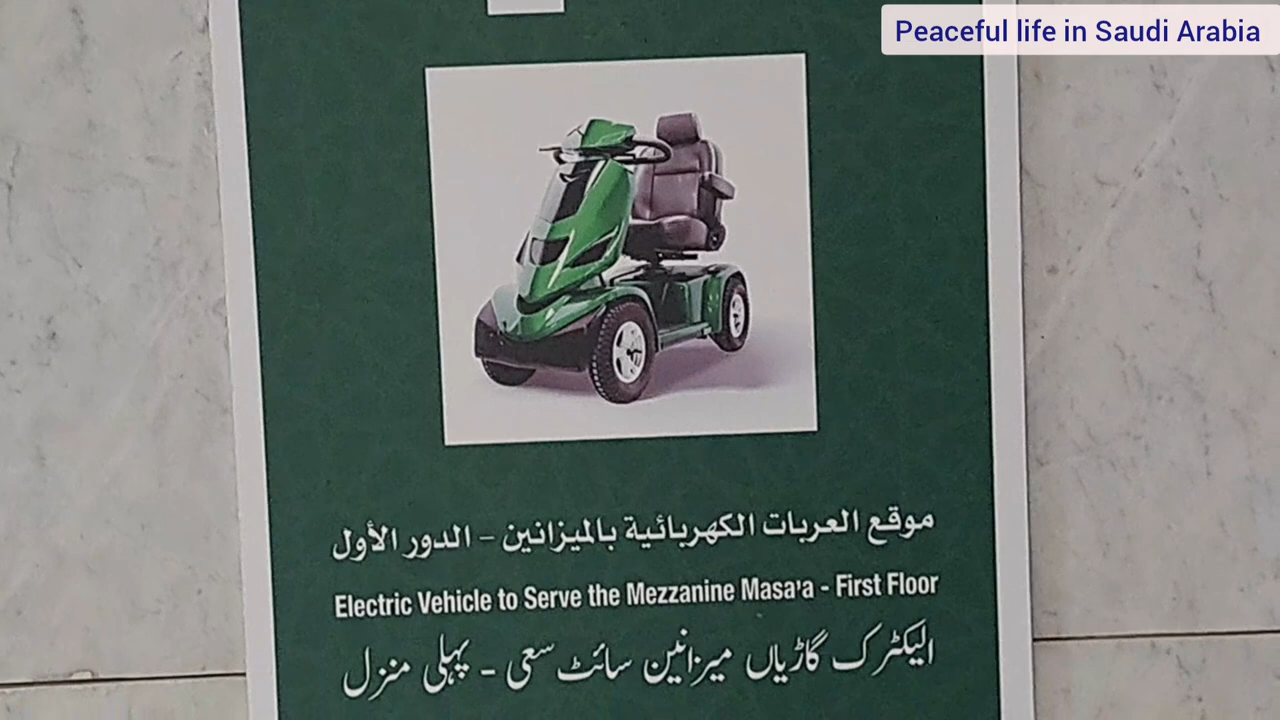 Peaceful life in Saudi Arabia
موقع العربات الكهربائية بالميزانين - الدور الأول
Electric Vehicle to Serve the Mezzanine Masa'a - First Floor
الیکٹرک گاڑیاں میزانین سائٹ سعی - پہلی منزل